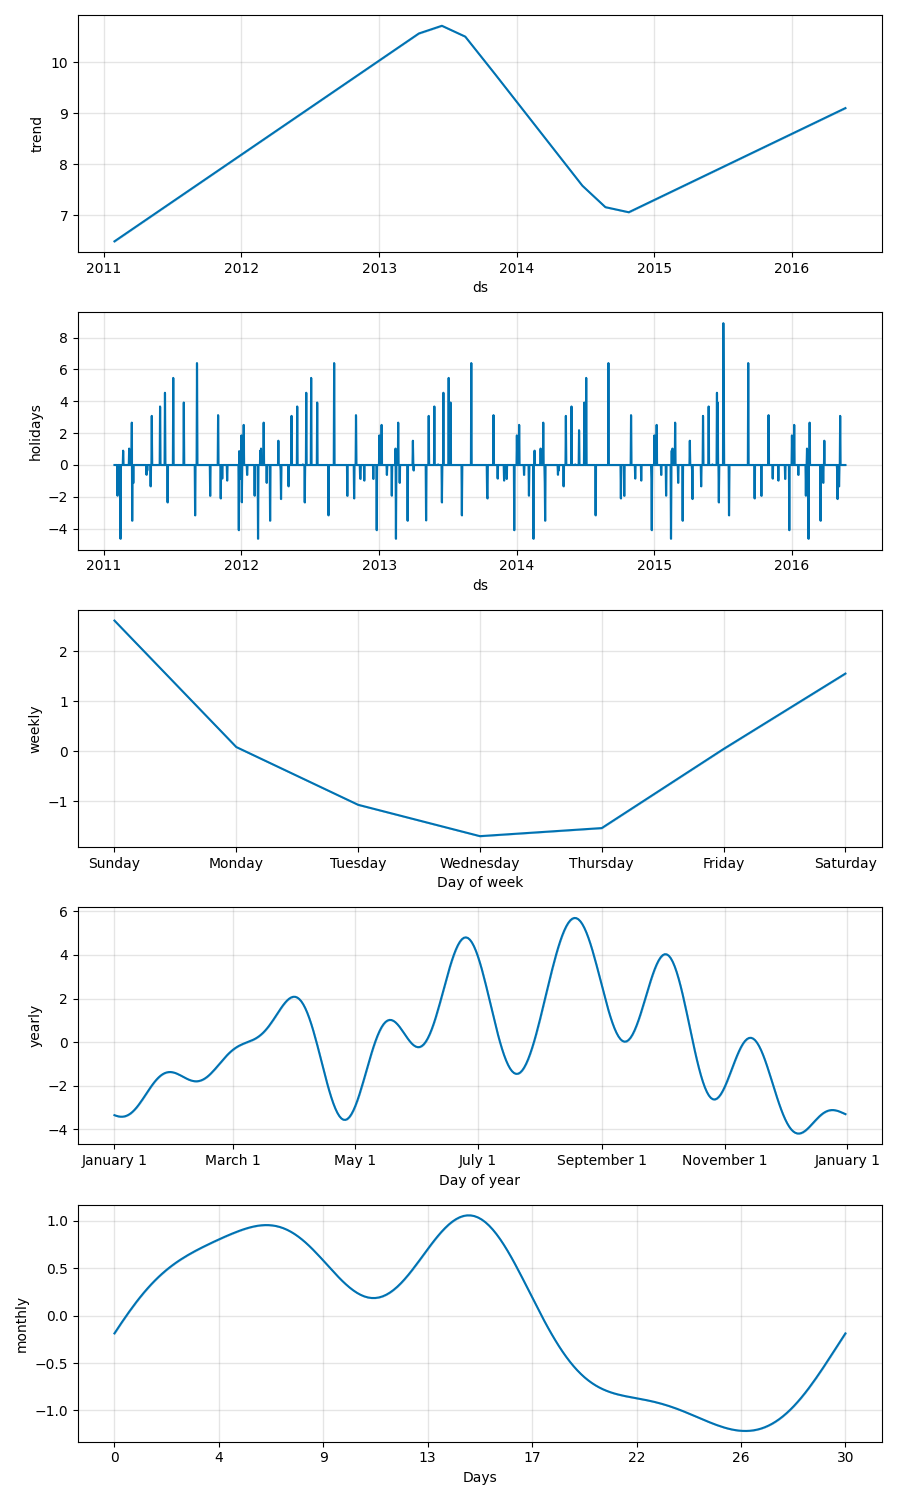 trend
10
9
8
7
2011 2012 2013 2014 2015 2016
ds
holidays
8
6
4
2
0
−2
−4
2011 2012 2013 2014 2015 2016
ds
weekly
2
1
0
−1
Sunday Monday Tuesday Wednesday Thursday Friday Saturday
Day of week
yearly
6
4
2
0
−2
−4
January 1 March 1 May 1 July 1 September 1 November 1 January 1
Day of year
monthly
1.0
0.5
0.0
−0.5
−1.0
0 4 9 13 17 22 26 30
Days